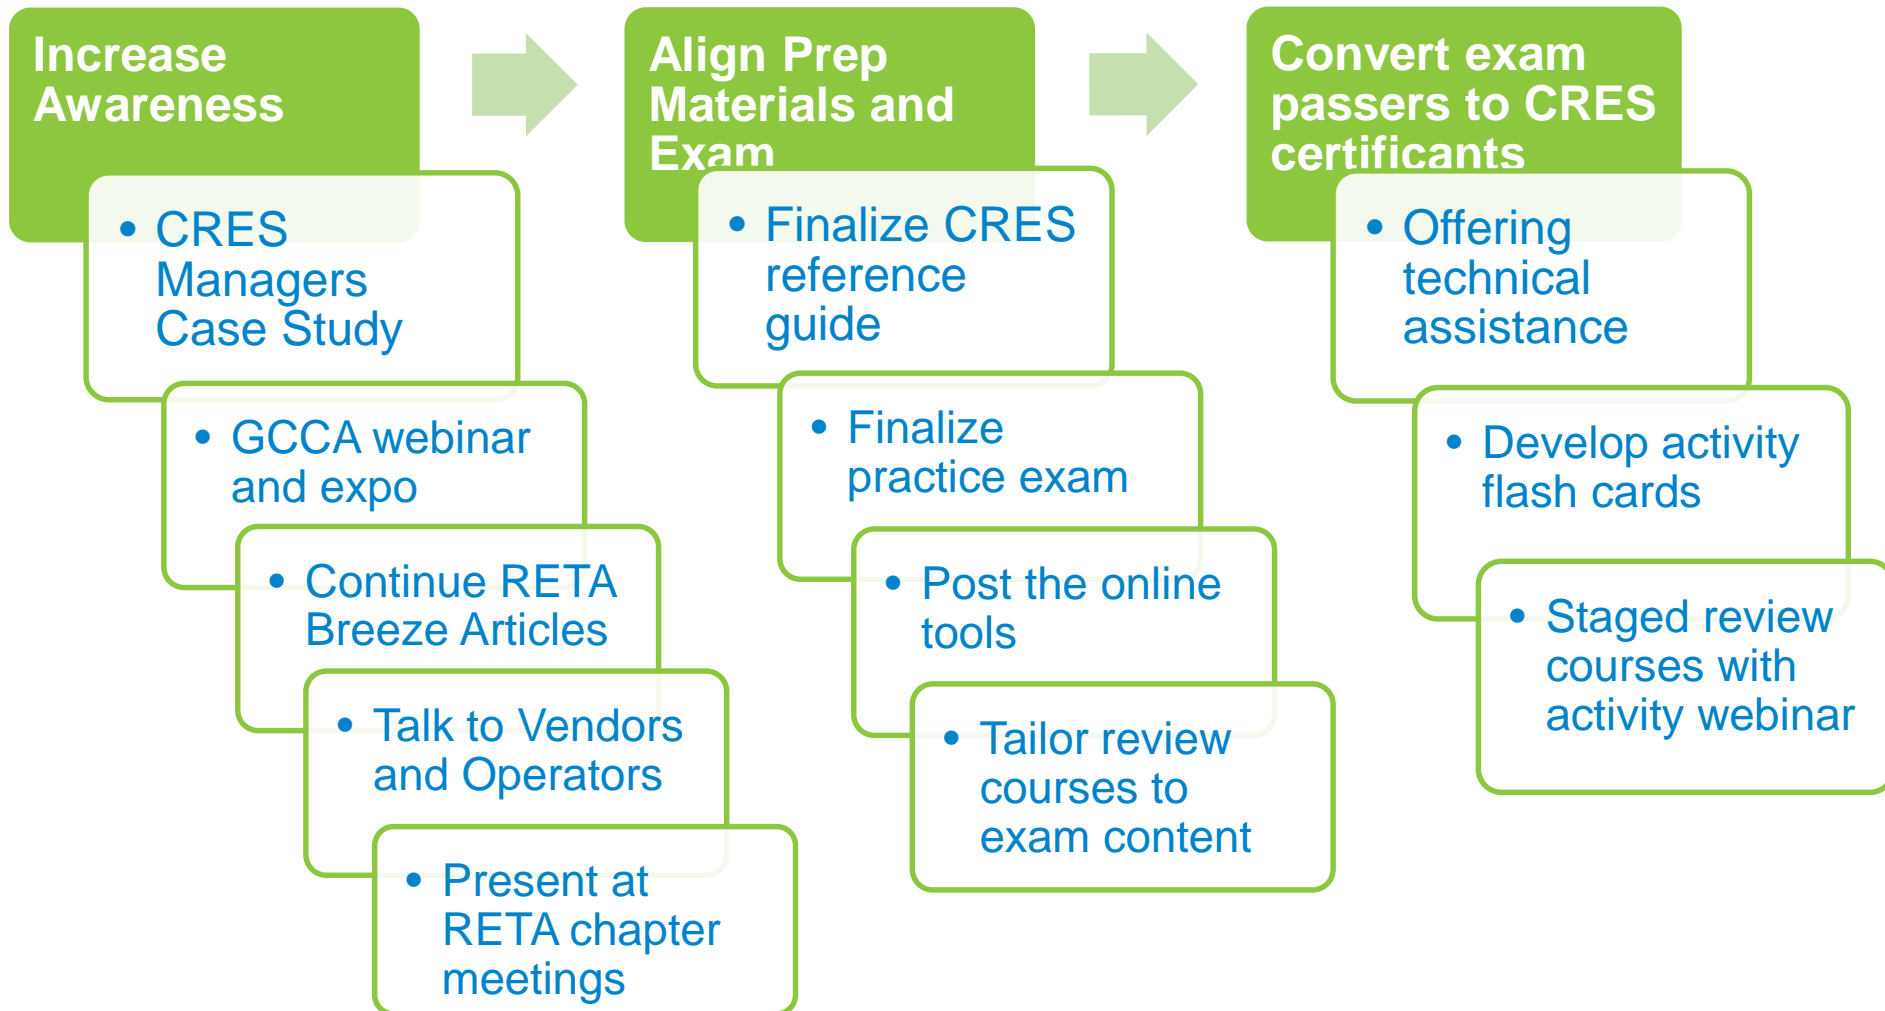 Increase
Awareness
• CRES
Managers
Case Study
• GCCA webinar
and expo
• Continue RETA
Breeze Articles
• Talk to Vendors
and Operators
• Present at
RETA chapter
meetings
Align Prep
Materials and
Exam
• Finalize CRES
reference
guide
• Finalize
practice exam
• Post the online
tools
• Tailor review
courses to
exam content
Convert exam
passers to CRES
certificants
• Offering
technical
assistance
• Develop activity
flash cards
• Staged review
courses with
activity webinar